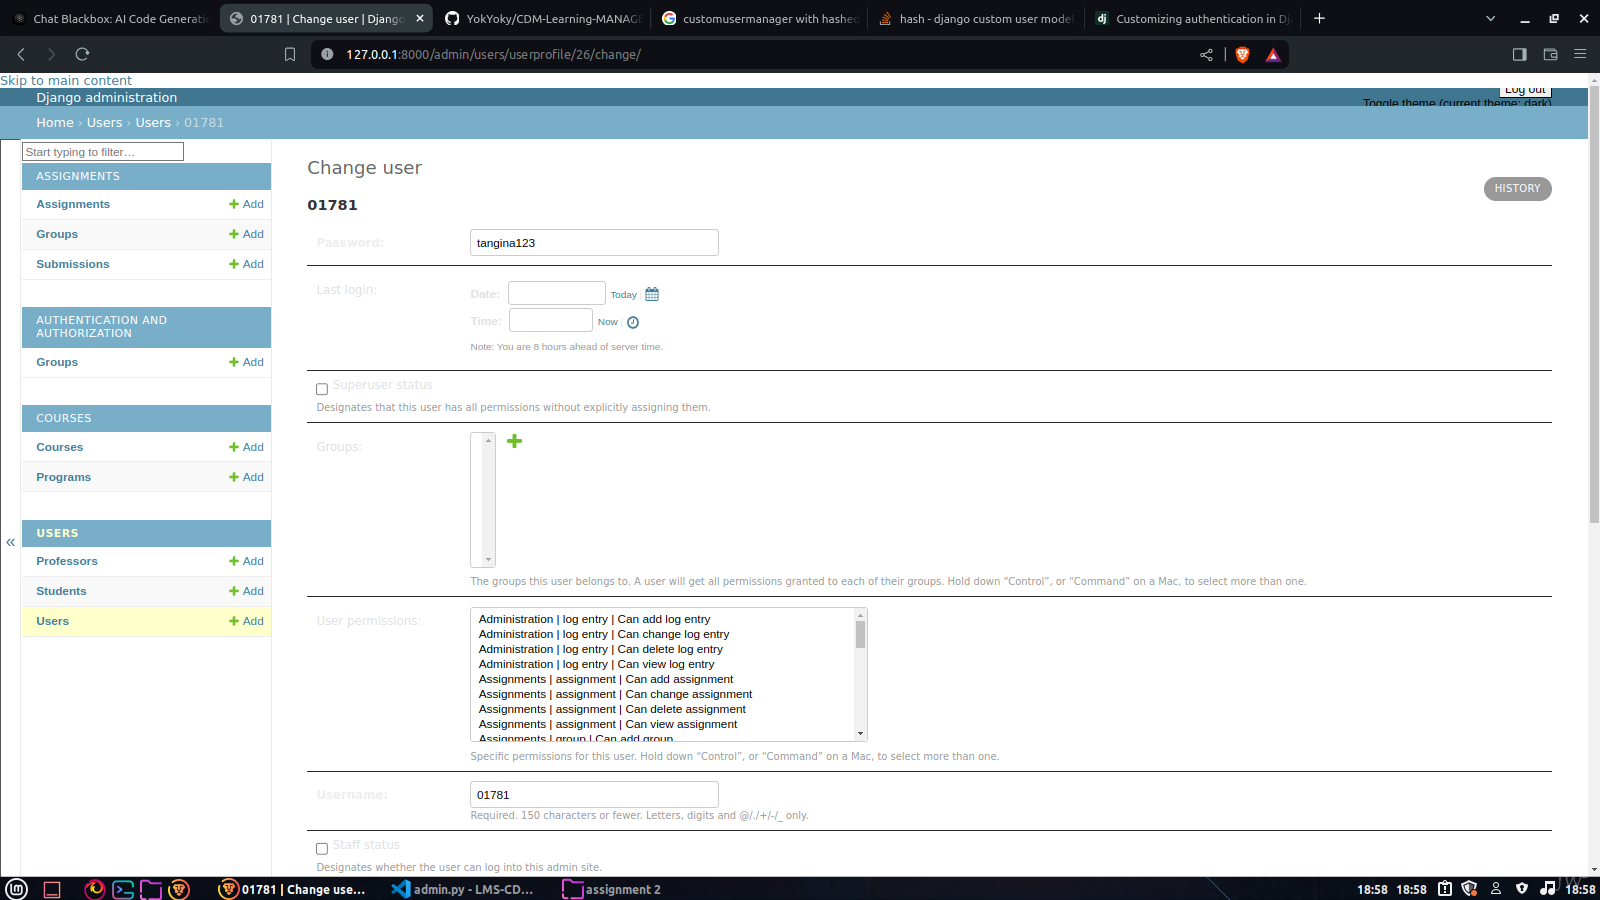 Chat Blackbox: AI Code Generati
01781 | Change user | Django
YokYoky/CDM-Learning-MANAGE
customusermanager with hashed
hash - django custom user model
Customizing authentication in Dj
127.0.0.1:8000/admin/users/userprofile/26/change/
Skip to main content
Django administration
Log out
Toggle theme (current theme: dark)
Home › Users › Users › 01781
Start typing to filter…
ASSIGNMENTS
Assignments
Add
Groups
Add
Submissions
Add
AUTHENTICATION AND
AUTHORIZATION
Groups
Add
COURSES
Courses
Add
Programs
Add
USERS
Professors
Add
Students
Add
Users
Add
«
Change user
HISTORY
01781
Password:
tangina123
Last login:
Date:
Today |
Time:
Now |
Note: You are 8 hours ahead of server time.
Superuser status
Designates that this user has all permissions without explicitly assigning them.
Groups:
The groups this user belongs to. A user will get all permissions granted to each of their groups. Hold down “Control”, or “Command” on a Mac, to select more than one.
User permissions:
Administration | log entry | Can add log entry
Administration | log entry | Can change log entry
Administration | log entry | Can delete log entry
Administration | log entry | Can view log entry
Assignments | assignment | Can add assignment
Assignments | assignment | Can change assignment
Assignments | assignment | Can delete assignment
Assignments | assignment | Can view assignment
Assignments | group | Can add group
Specific permissions for this user. Hold down “Control”, or “Command” on a Mac, to select more than one.
Username:
01781
Required. 150 characters or fewer. Letters, digits and @/./+/-/_ only.
Staff status
Designates whether the user can log into this admin site.
01781 | Change use...
admin.py - LMS-CD...
assignment 2
18:58
18:58
18:58